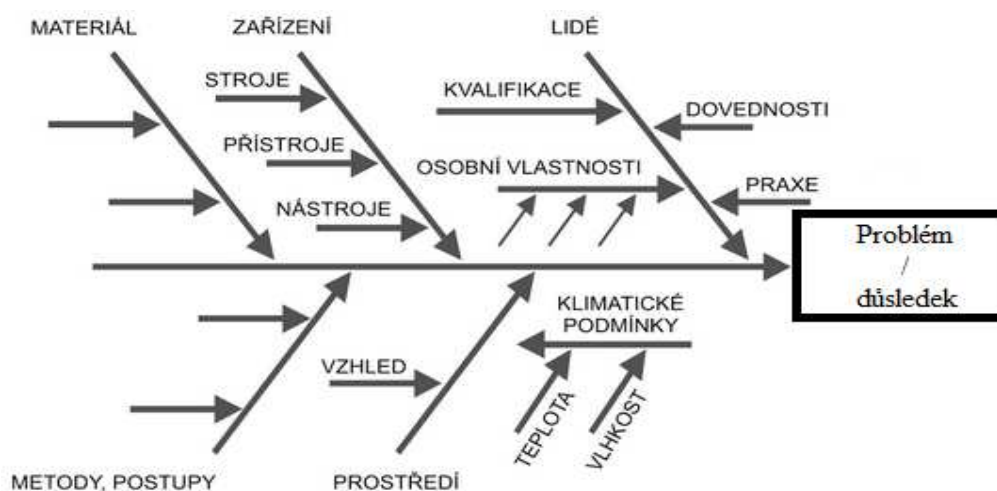 MATERIÁL
ZAŘÍZENÍ
LIDÉ
STROJE
KVALIFIKACE
DOVEDNOSTI
PŘÍSTROJE
OSOBNÍ VLASTNOSTI
PRAXE
NÁSTROJE
Problém
/
důsledek
KLIMATICKÉ
PODMÍNKY
VZHLED
TEPLOTA
VLHKOST
METODY, POSTUPY
PROSTŘEDÍ